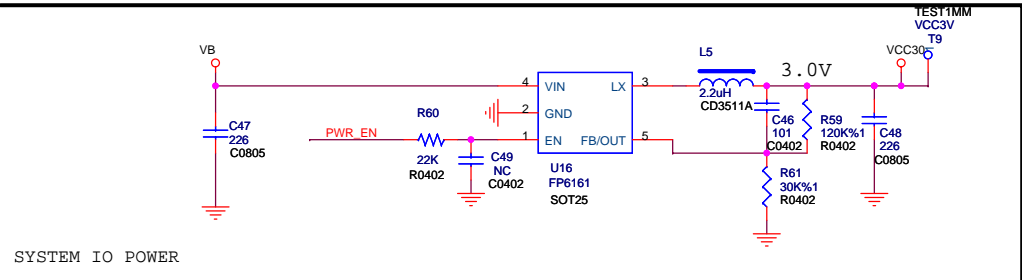 TEST1MM
VCC3V
T9
VB
L5
VCC30
3.0V
4 VIN LX 3
2.2uH
CD3511A
R60
2 GND
C47
226
C0805
PWR_EN
1 EN FB/OUT 5
C46
101
C0402
R59
120K%1
R0402
C48
226
C0805
22K
R0402
C49
NC
C0402
U16
FP6161
SOT25
R61
30K%1
R0402
SYSTEM IO POWER